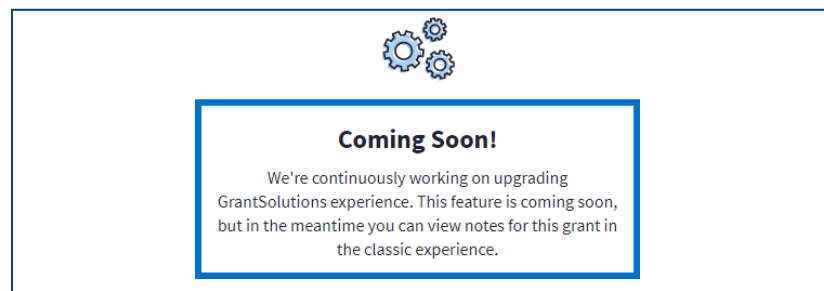 Coming Soon!
We're continuously working on upgrading
GrantSolutions experience. This feature is coming soon,
but in the meantime you can view notes for this grant in
the classic experience.